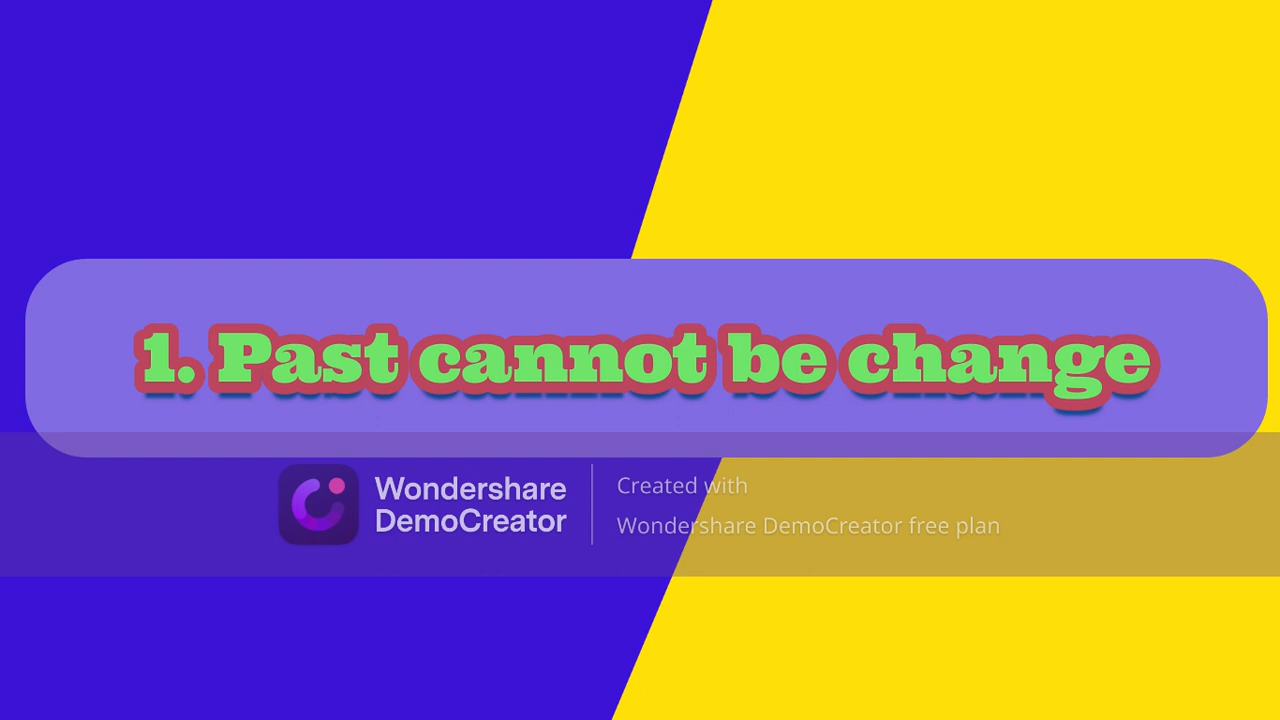 1. Past cannot be change
Wondershare
DemoCreator
Created with
Wondershare DemoCreator free plan